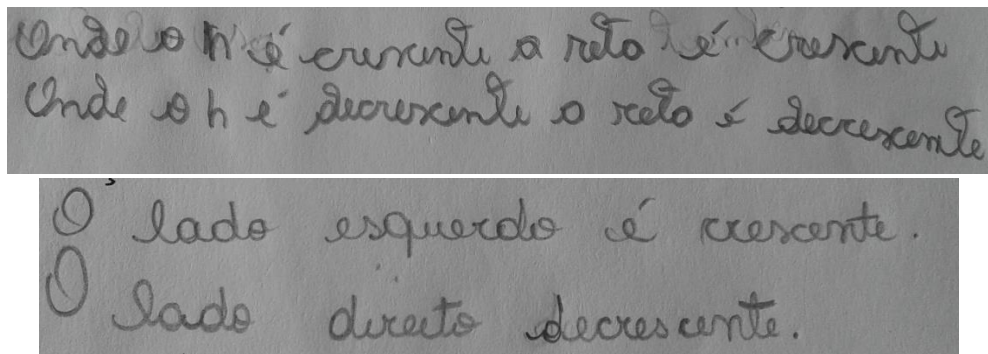 Onde o h é crescente a reta é crescente
Onde o h é decrescente a reta é decrescente
O lado esquerdo é crescente.
O lado direito decrescente.